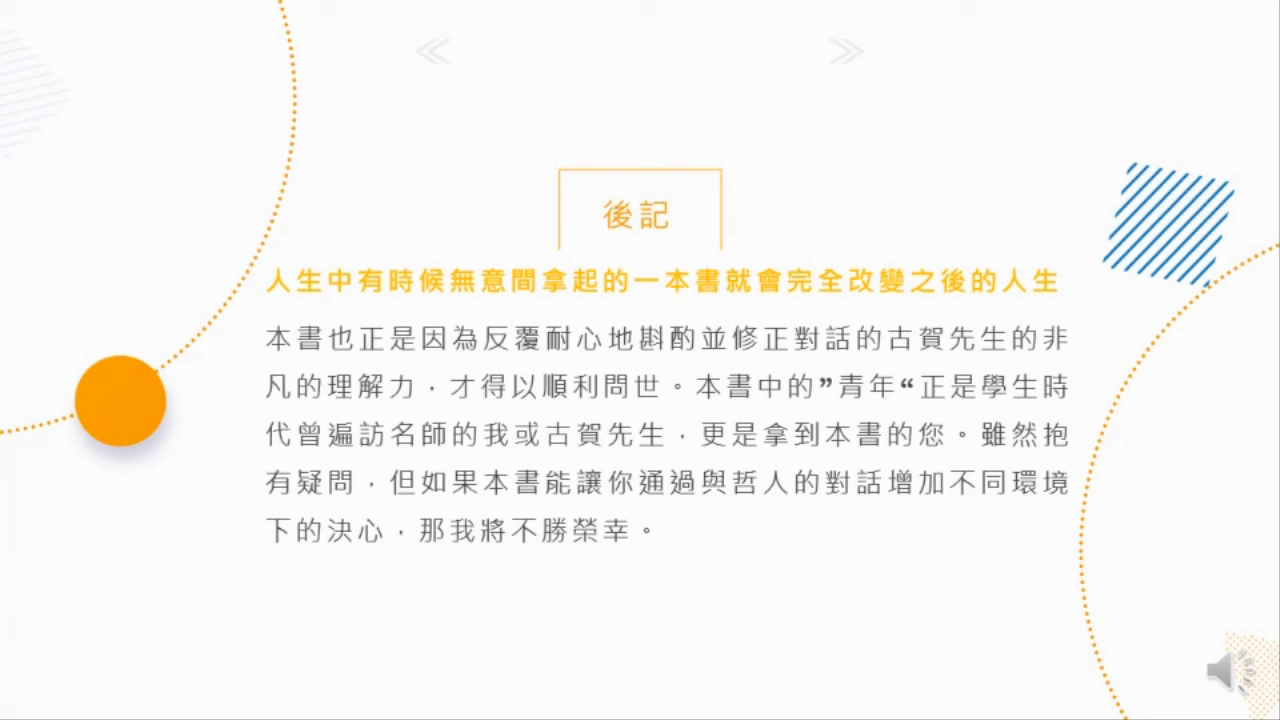 後記
人生中有時候無意間拿起的一本書就會完全改變之後的人生
本書也正是因為反覆耐心地斟酌並修正對話的古賀先生的非
凡的理解力，才得以順利問世。本書中的”青年“正是學生時
代曾遍訪名師的我或古賀先生，更是拿到本書的您。雖然抱
有疑問，但如果本書能讓你通過與哲人的對話增加不同環境
下的決心，那我將不勝榮幸。